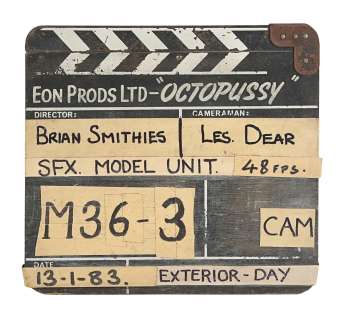 EON PRODS LTD-"OCTOPUSSY"
DIRECTOR: CAMERAMAN:
BRIAN SMITHIES LES. DEAR
SFX. MODEL UNIT. 48 FPS.
M36-3 CAM
DATE
13-1-83. EXTERIOR-DAY